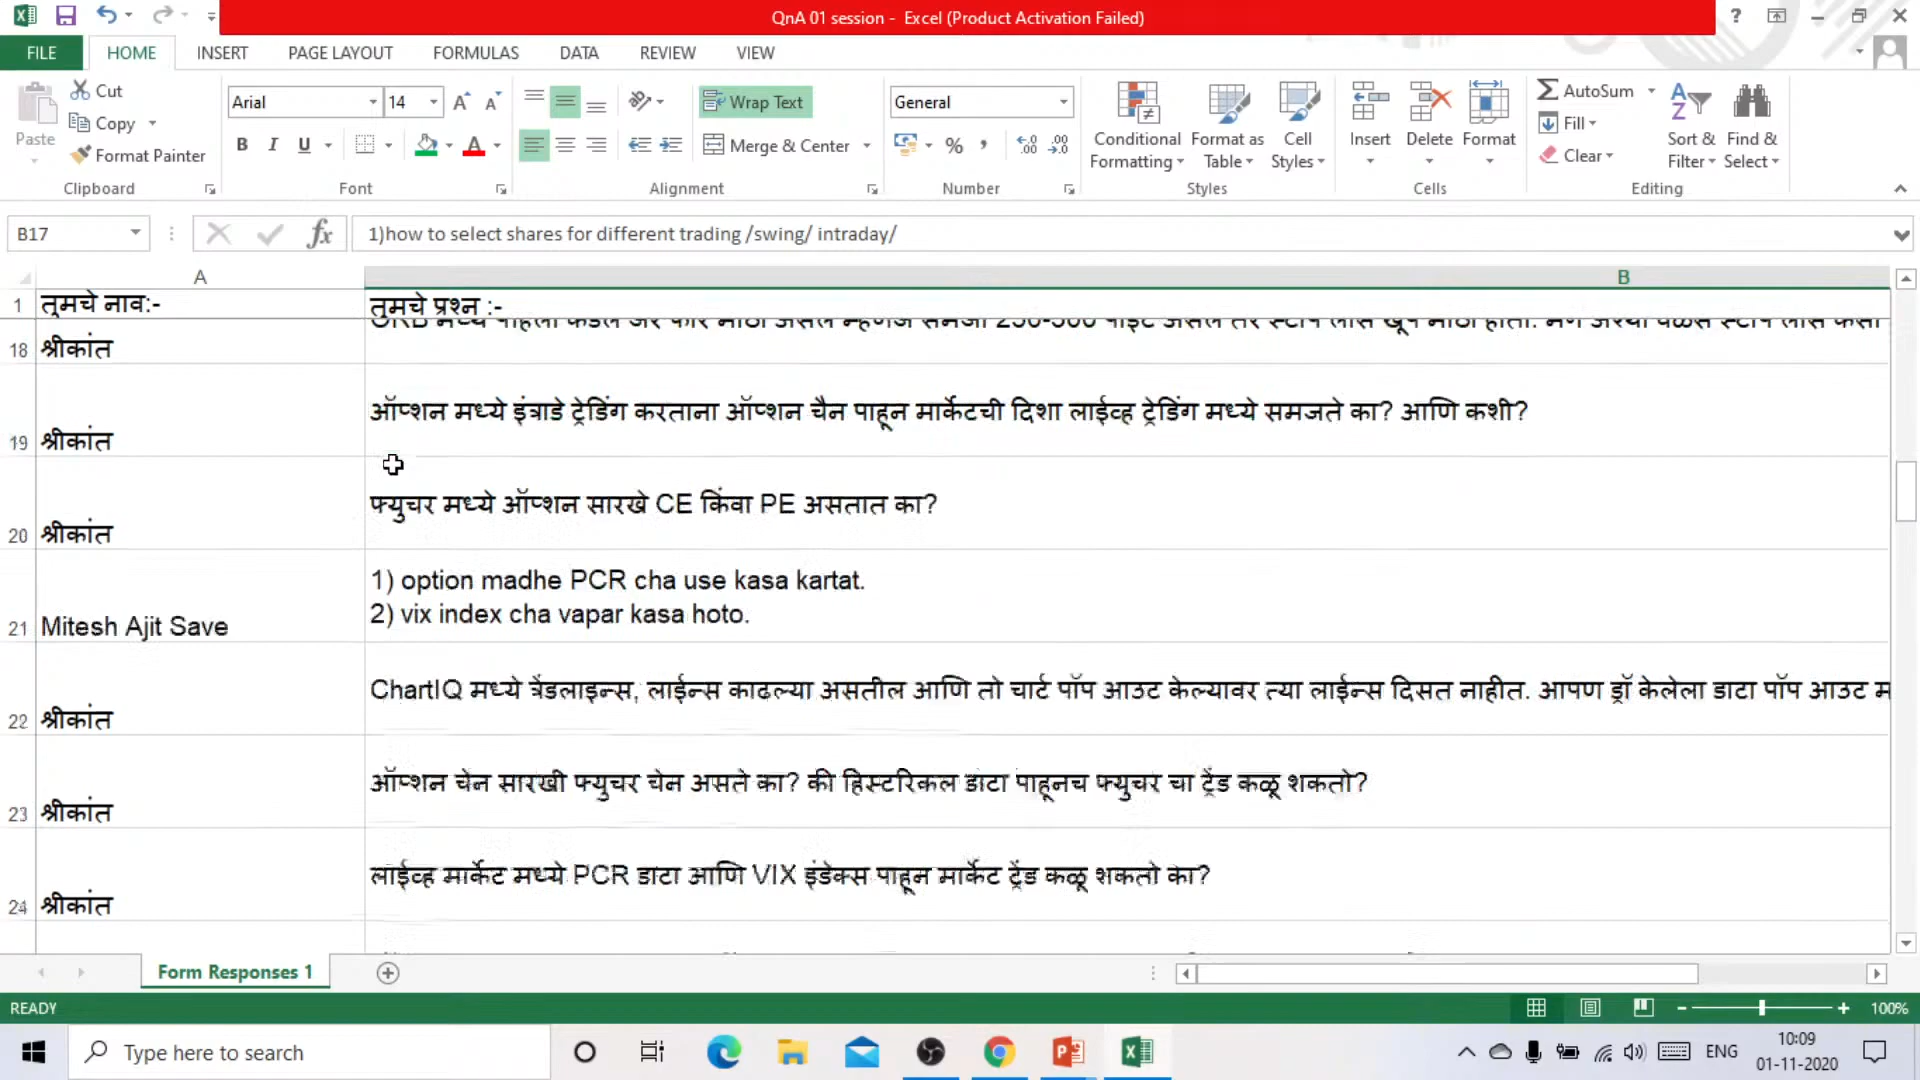 QnA 01 session - Excel (Product Activation Failed)
FILE HOME INSERT PAGE LAYOUT FORMULAS DATA REVIEW VIEW
Paste Cut Copy Format Painter
Arial 14
B I U
Wrap Text
Merge & Center
General
%
Conditional Formatting
Format as Table
Cell Styles
Insert Delete Format
AutoSum Fill Clear
Sort & Filter
Find & Select
Clipboard Font Alignment Number Styles Cells Editing
B17 fx 1)how to select shares for different trading /swing/ intraday/
A B
1 तुमचे नाव:- तुमचे प्रश्न :-
18 श्रीकांत
19 श्रीकांत ऑप्शन मध्ये इंत्राडे ट्रेडिंग करताना ऑप्शन चैन पाहून मार्केटची दिशा लाईव्ह ट्रेडिंग मध्ये समजते का? आणि कशी?
20 श्रीकांत फ्युचर मध्ये ऑप्शन सारखे CE किंवा PE असतात का?
1) option madhe PCR cha use kasa kartat.
2) vix index cha vapar kasa hoto.
21 Mitesh Ajit Save
22 श्रीकांत ChartIQ मध्ये त्रेंडलाइन्स, लाईन्स काढल्या असतील आणि तो चार्ट पॉप आउट केल्यावर त्या लाईन्स दिसत नाहीत. आपण ड्रॉ केलेला डाटा पॉप आउट म
23 श्रीकांत ऑप्शन चेन सारखी फ्युचर चेन असते का? की हिस्टरिकल डाटा पाहूनच फ्युचर चा ट्रेंड कळू शकतो?
24 श्रीकांत लाईव्ह मार्केट मध्ये PCR डाटा आणि VIX इंडेक्स पाहून मार्केट ट्रेंड कळू शकतो का?
Form Responses 1
READY 100%
Type here to search
ENG
10:09
01-11-2020